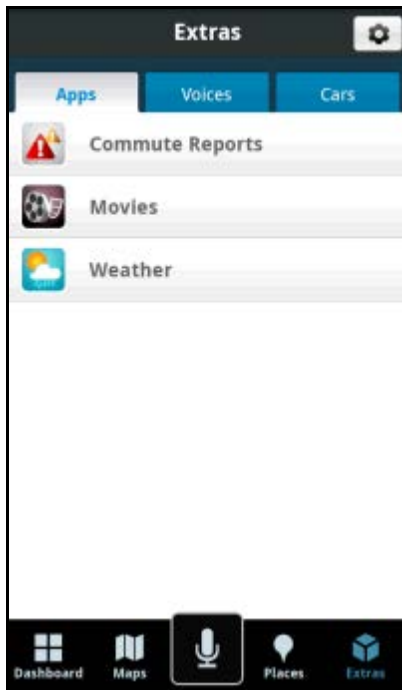 Extras
Apps Voices Cars
Commute Reports
Movies
Weather
Dashboard Maps Places Extras